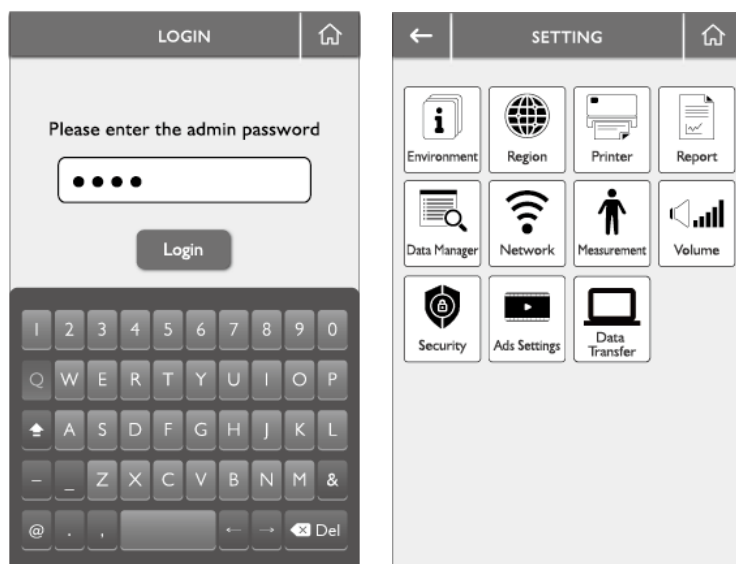 LOGIN
Please enter the admin password
Login
1 2 3 4 5 6 7 8 9 0
Q W E R T Y U I O P
A S D F G H J K L
– _ Z X C V B N M &
@ . , ← → Del
← SETTING
Environment Region Printer Report
Data Manager Network Measurement Volume
Security Ads Settings Data
Transfer